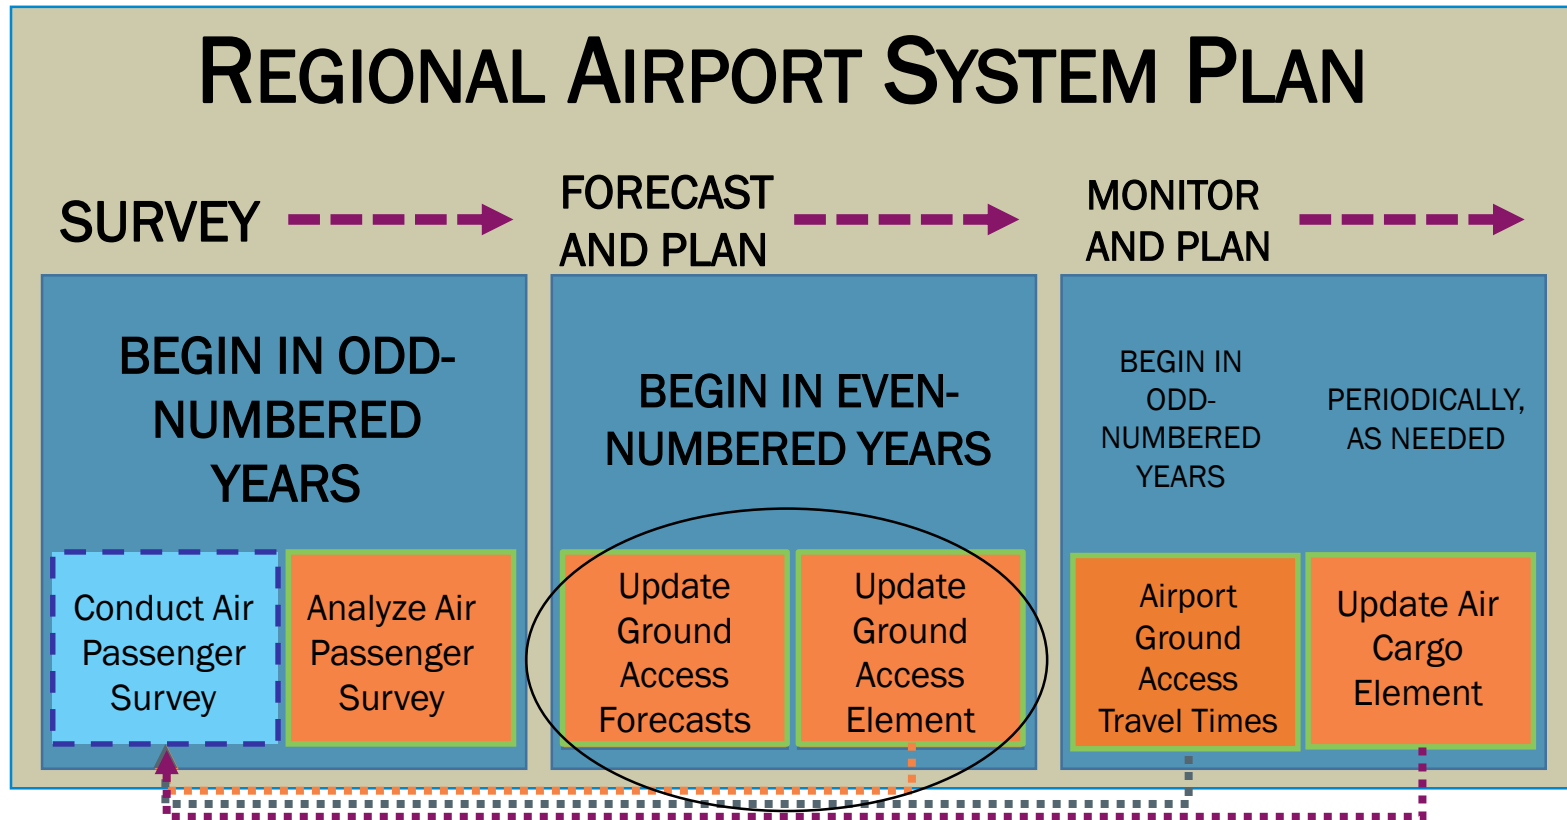 REGIONAL AIRPORT SYSTEM PLAN
SURVEY
FORECAST
AND PLAN
MONITOR
AND PLAN
BEGIN IN ODD-
NUMBERED
YEARS
BEGIN IN EVEN-
NUMBERED YEARS
BEGIN IN
ODD-
NUMBERED
YEARS
PERIODICALLY,
AS NEEDED
Conduct Air
Passenger
Survey
Analyze Air
Passenger
Survey
Update
Ground
Access
Forecasts
Update
Ground
Access
Element
Airport
Ground
Access
Travel Times
Update Air
Cargo
Element